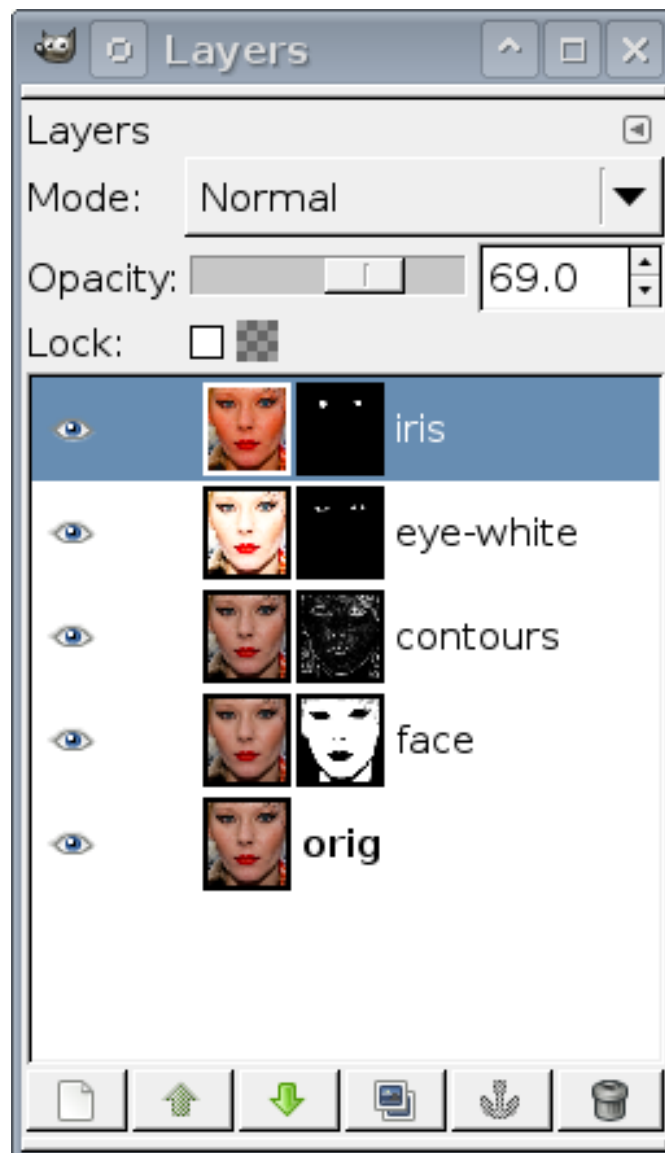 Layers
Layers
Mode: Normal
Opacity: 69.0
Lock:
iris
eye-white
contours
face
orig